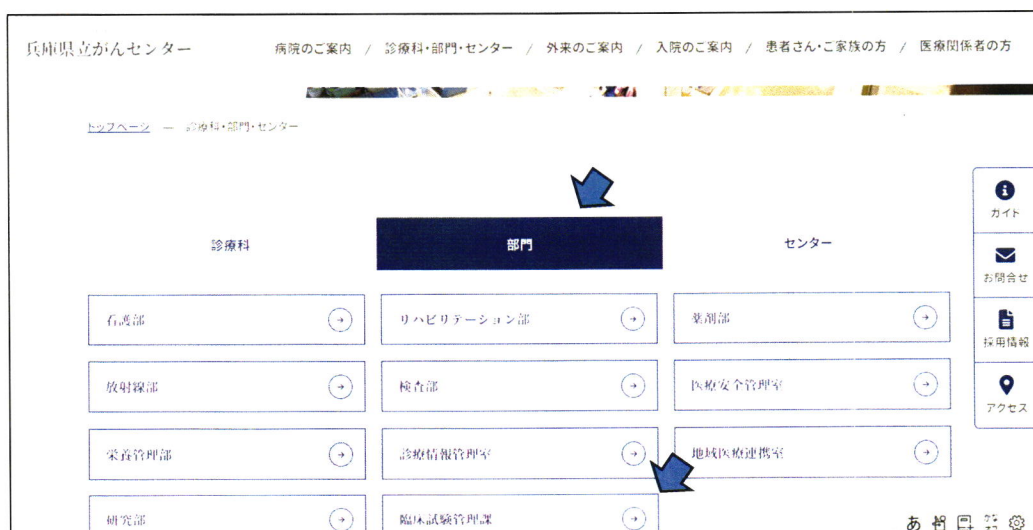 兵庫県立がんセンター
病院のご案内 / 診療科・部門・センター / 外来のご案内 / 入院のご案内 / 患者さん・ご家族の方 / 医療関係者の方
トップページ — 診療科・部門・センター
診療科 部門 センター
看護部 リハビリテーション部 薬剤部
放射線部 検査部 医療安全管理室
栄養管理部 診療情報管理室 地域医療連携室
研究部 臨床試験管理課
ガイド
お問合せ
採用情報
アクセス
あ